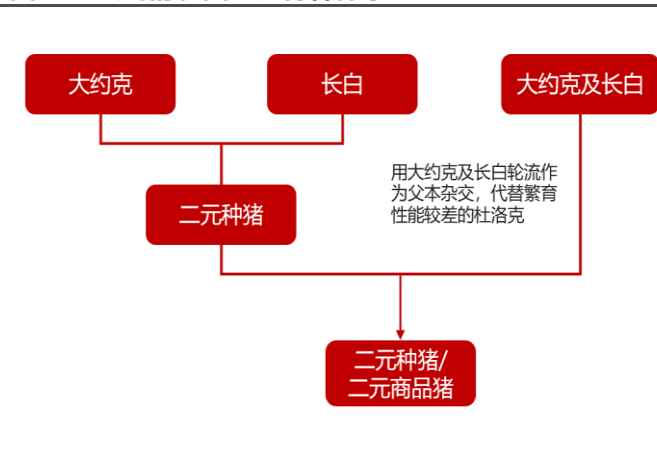 大约克
长白
大约克及长白
用大约克及长白轮流作
为父本杂交，代替繁育
性能较差的杜洛克
二元种猪
二元种猪/
二元商品猪